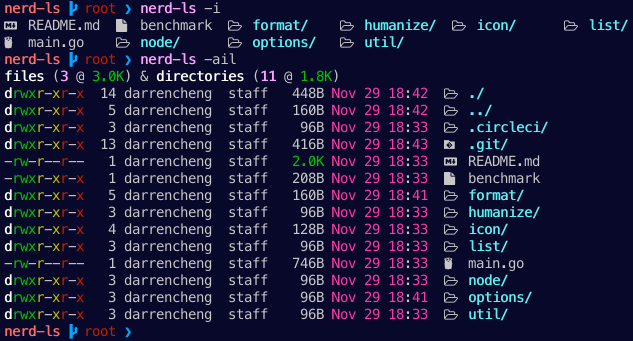 nerd-ls root ❯ nerd-ls -i
README.md benchmark format/ humanize/ icon/ list/
main.go node/ options/ util/
nerd-ls root ❯ nerd-ls -ail
files (3 @ 3.0K) & directories (11 @ 1.8K)
drwxr-xr-x 14 darrencheng staff 448B Nov 29 18:42 ./
drwxr-xr-x 5 darrencheng staff 160B Nov 29 18:42 ../
drwxr-xr-x 3 darrencheng staff 96B Nov 29 18:33 .circleci/
drwxr-xr-x 13 darrencheng staff 416B Nov 29 18:43 .git/
-rw-r--r-- 1 darrencheng staff 2.0K Nov 29 18:33 README.md
-rwxr-xr-x 1 darrencheng staff 208B Nov 29 18:33 benchmark
drwxr-xr-x 5 darrencheng staff 160B Nov 29 18:41 format/
drwxr-xr-x 3 darrencheng staff 96B Nov 29 18:33 humanize/
drwxr-xr-x 4 darrencheng staff 128B Nov 29 18:33 icon/
drwxr-xr-x 3 darrencheng staff 96B Nov 29 18:33 list/
-rw-r--r-- 1 darrencheng staff 746B Nov 29 18:33 main.go
drwxr-xr-x 3 darrencheng staff 96B Nov 29 18:33 node/
drwxr-xr-x 3 darrencheng staff 96B Nov 29 18:41 options/
drwxr-xr-x 3 darrencheng staff 96B Nov 29 18:33 util/
nerd-ls root ❯